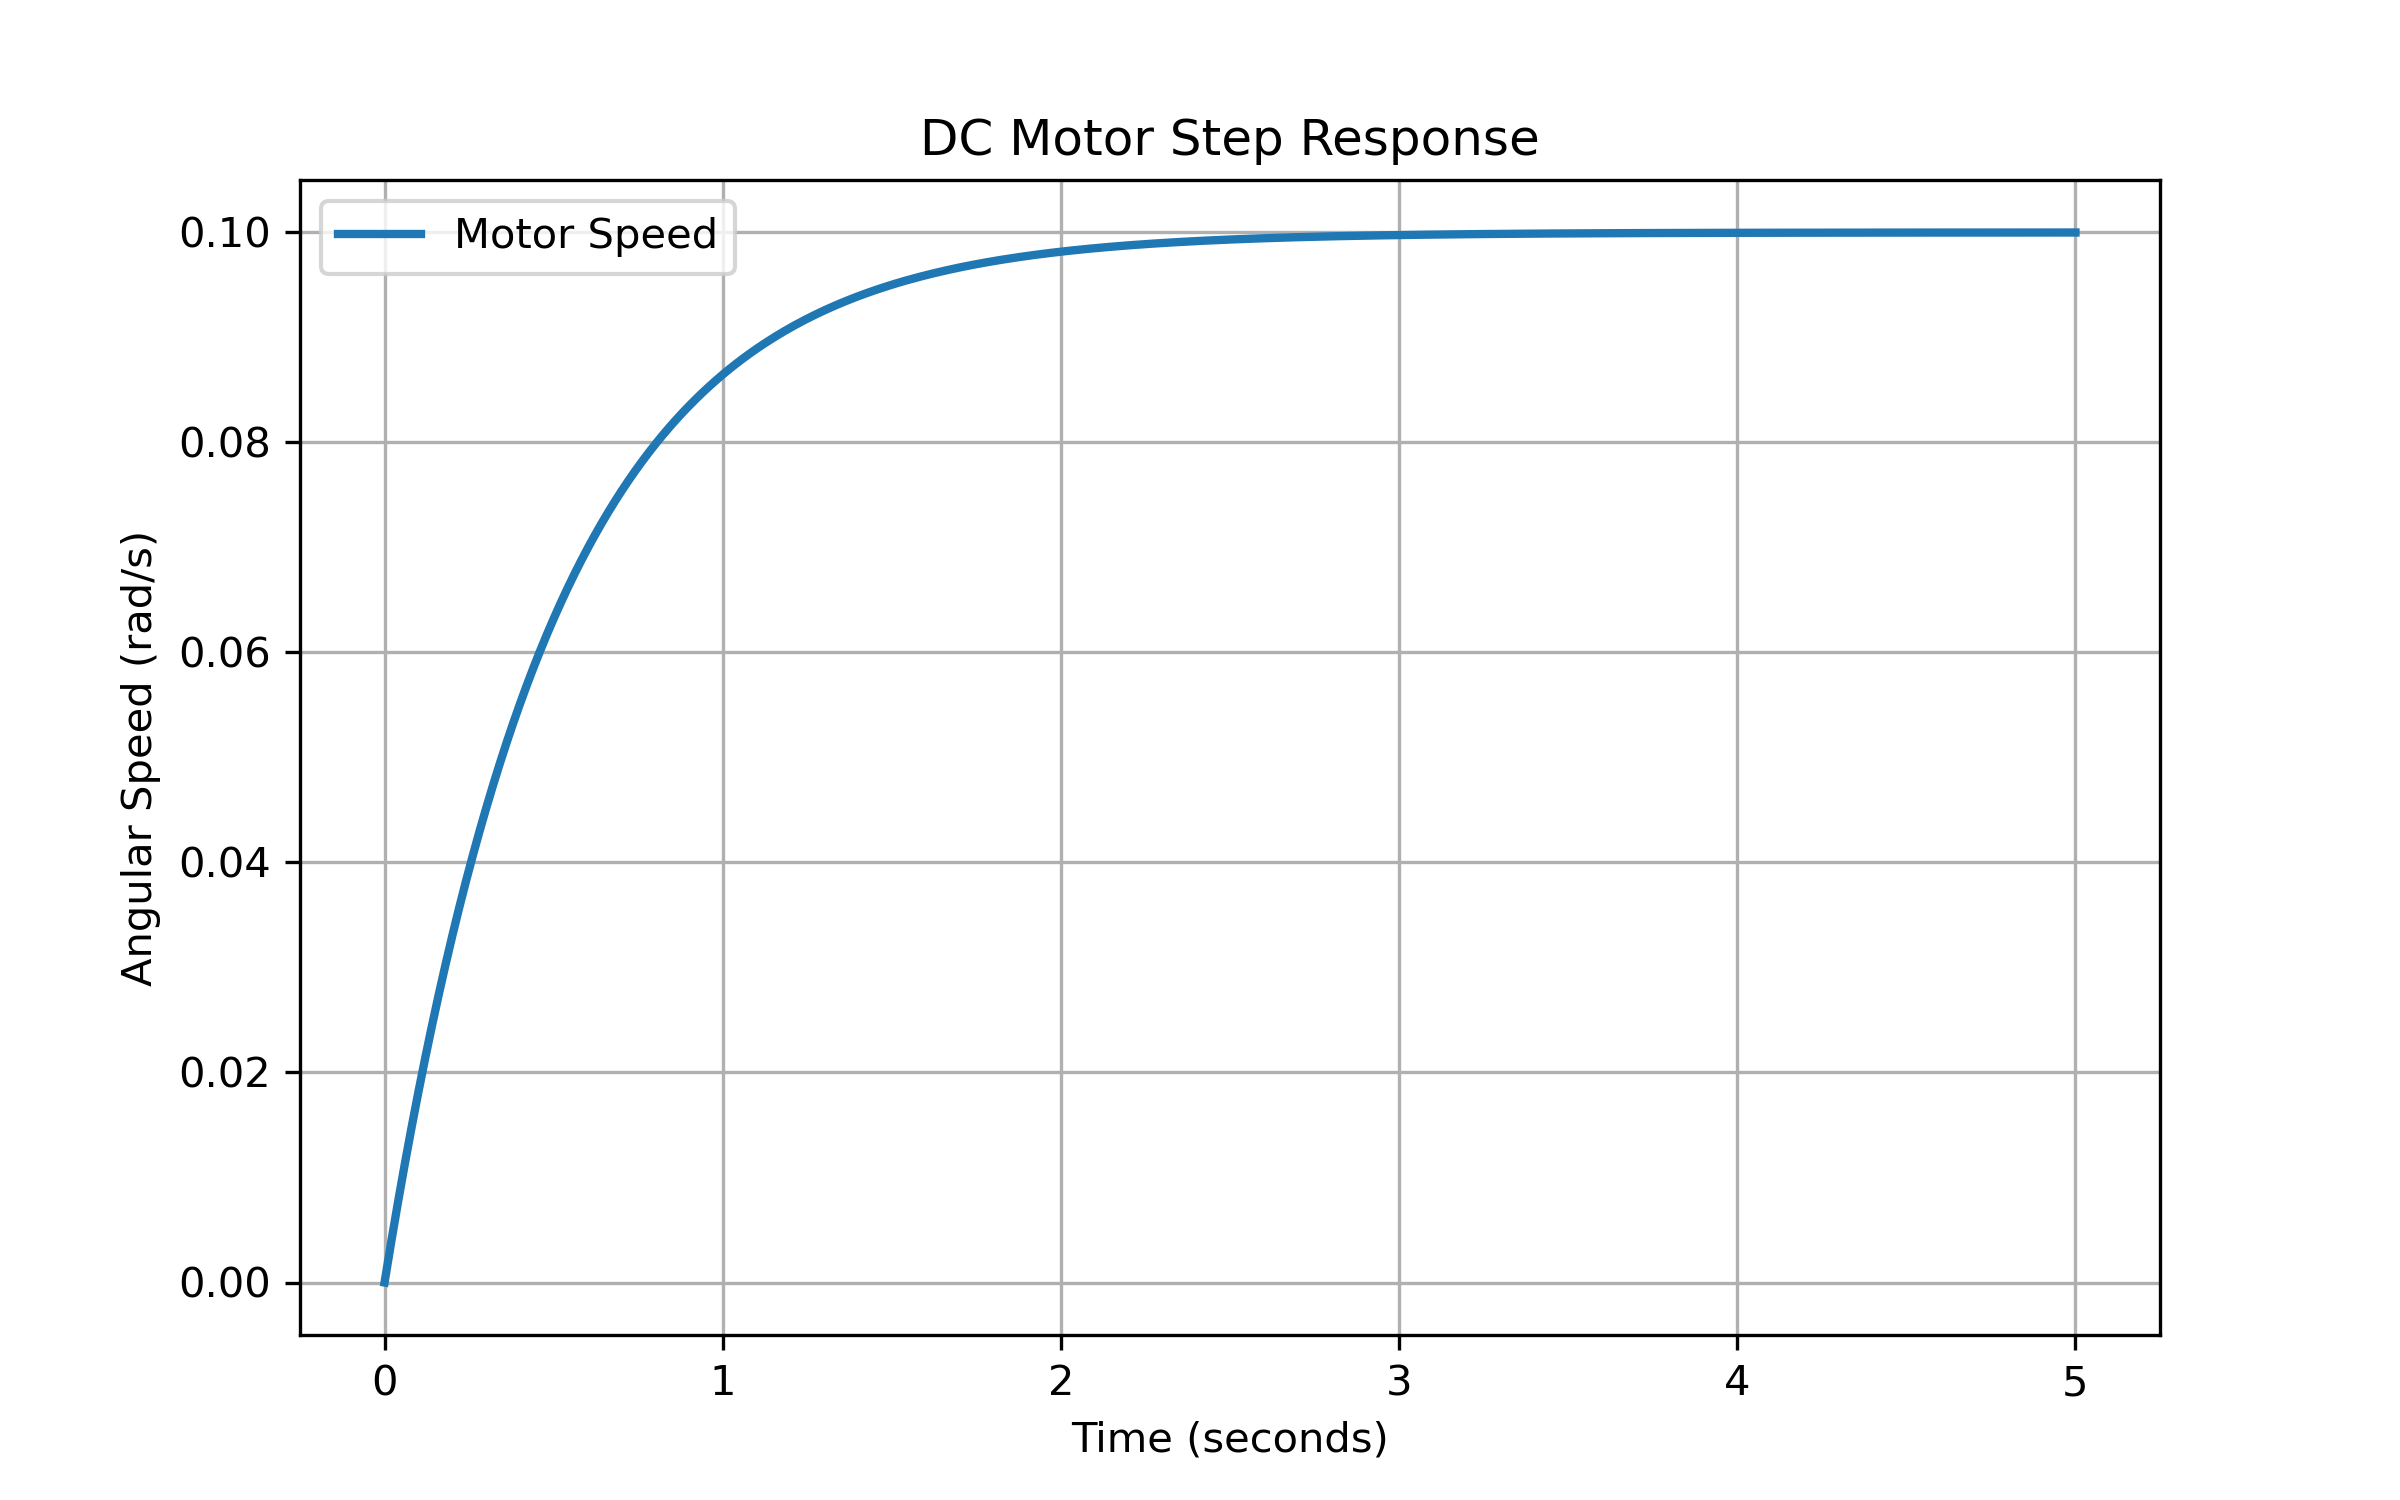 DC Motor Step Response
Motor Speed
0.10
0.08
0.06
0.04
0.02
0.00
Angular Speed (rad/s)
0 1 2 3 4 5
Time (seconds)